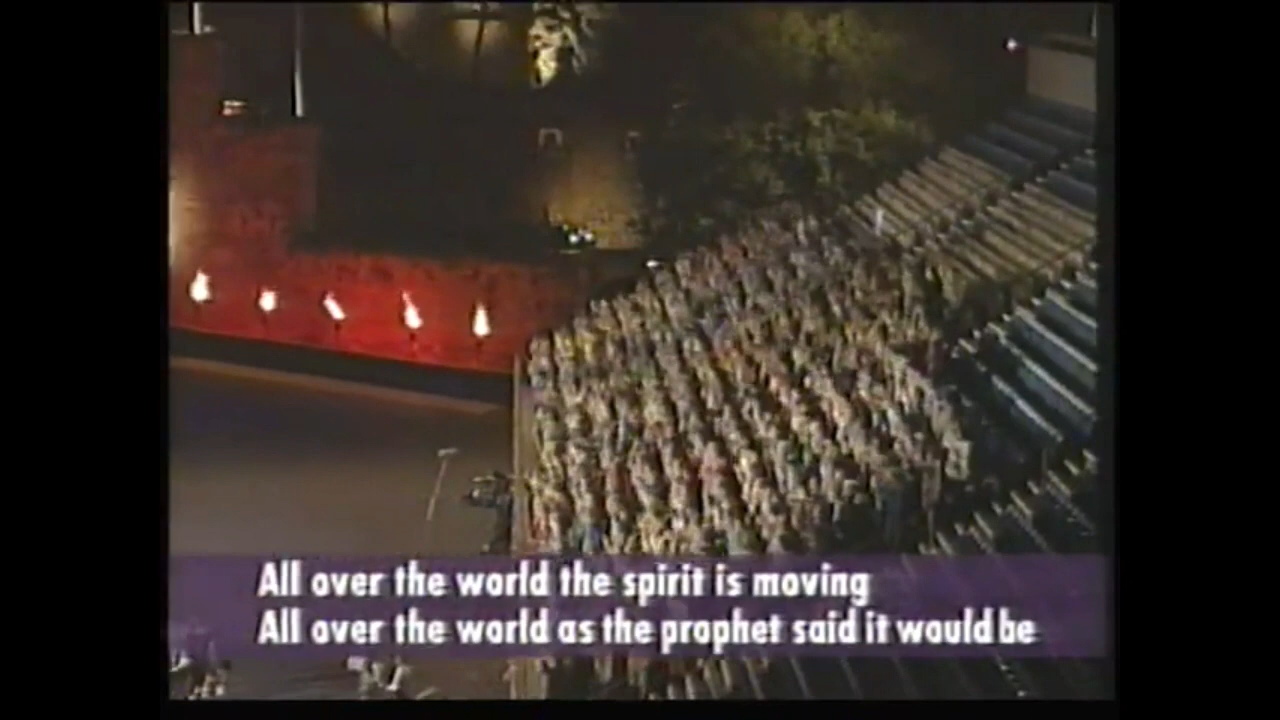 All over the world the spirit is moving
All over the world as the prophet said it would be